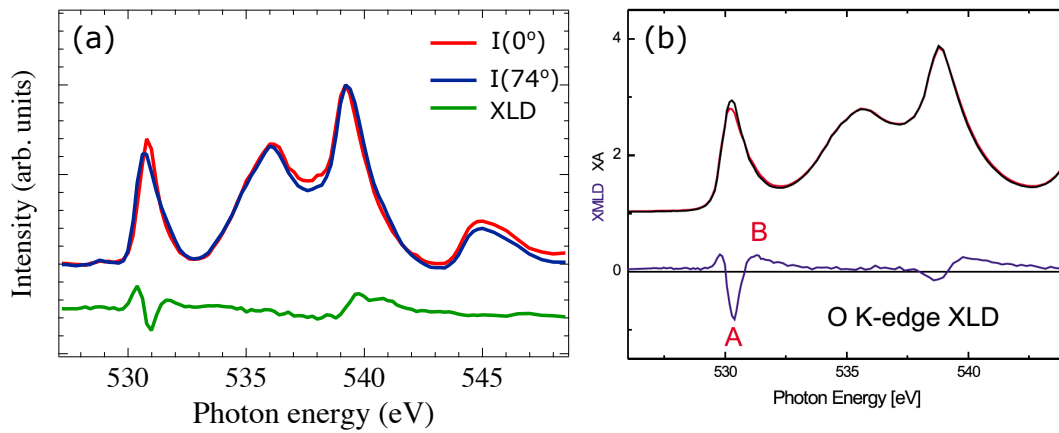 (a)
I(0°)
I(74°)
XLD
Intensity (arb. units)
530
535
540
545
Photon energy (eV)
(b)
4
2
0
XMLD XA
B
A
O K-edge XLD
530
535
540
Photon Energy [eV]